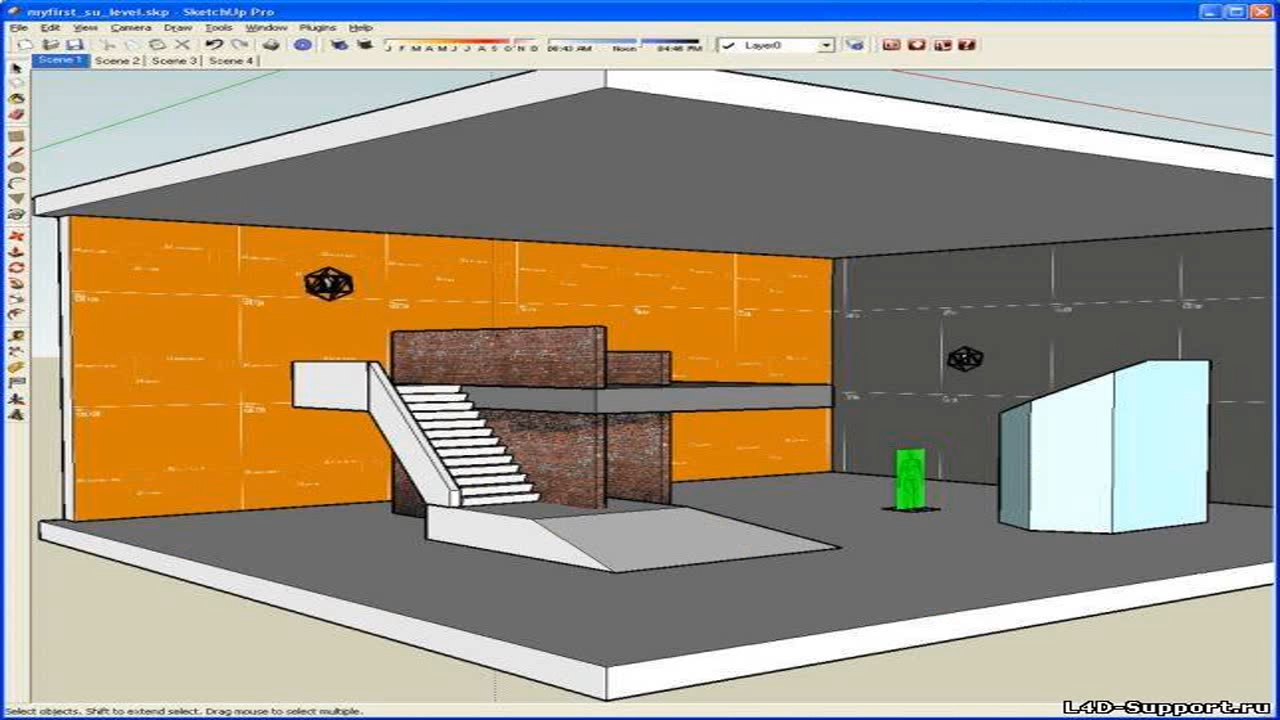 myfirst_su_level.skp - SketchUp Pro
File Edit View Camera Draw Tools Window Plugins Help
J F M A M J J A S O N D 06:43 AM Noon 04:46 PM Layer0
Scene 1 Scene 2 Scene 3 Scene 4
Select objects. Shift to extend select. Drag mouse to select multiple.
L4D-Support.ru